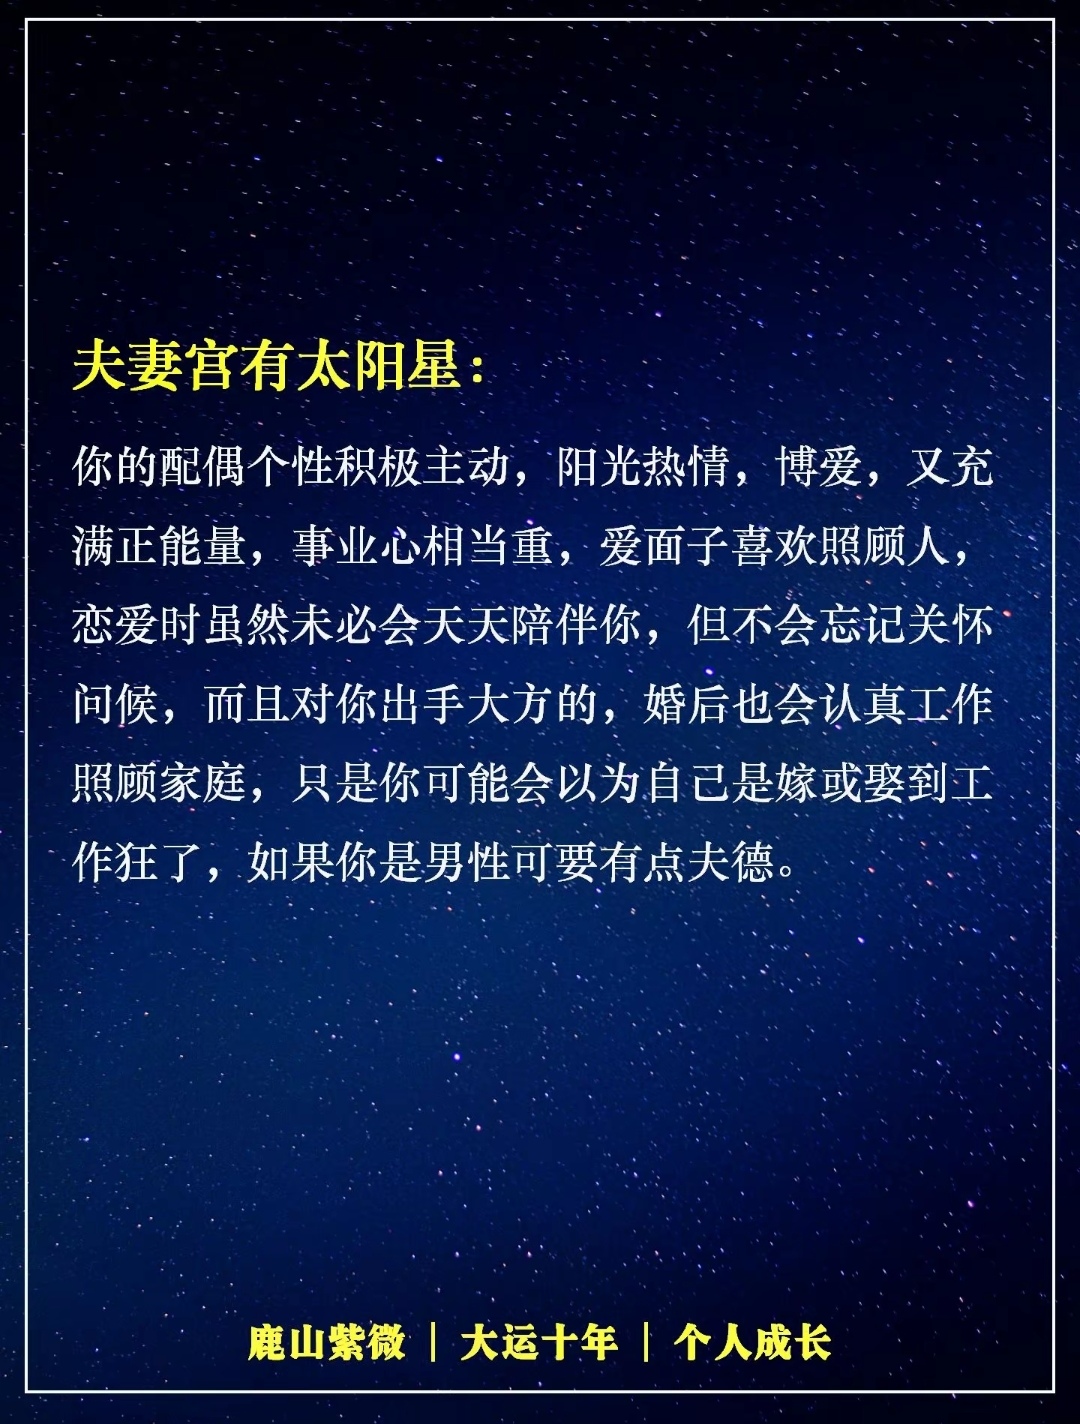 夫妻宫有太阳星：
你的配偶个性积极主动，阳光热情，博爱，又充
满正能量，事业心相当重，爱面子喜欢照顾人，
恋爱时虽然未必会天天陪伴你，但不会忘记关怀
问候，而且对你出手大方的，婚后也会认真工作
照顾家庭，只是你可能会以为自己是嫁或娶到工
作狂了，如果你是男性可要有点夫德。
鹿山紫微｜大运十年｜个人成长